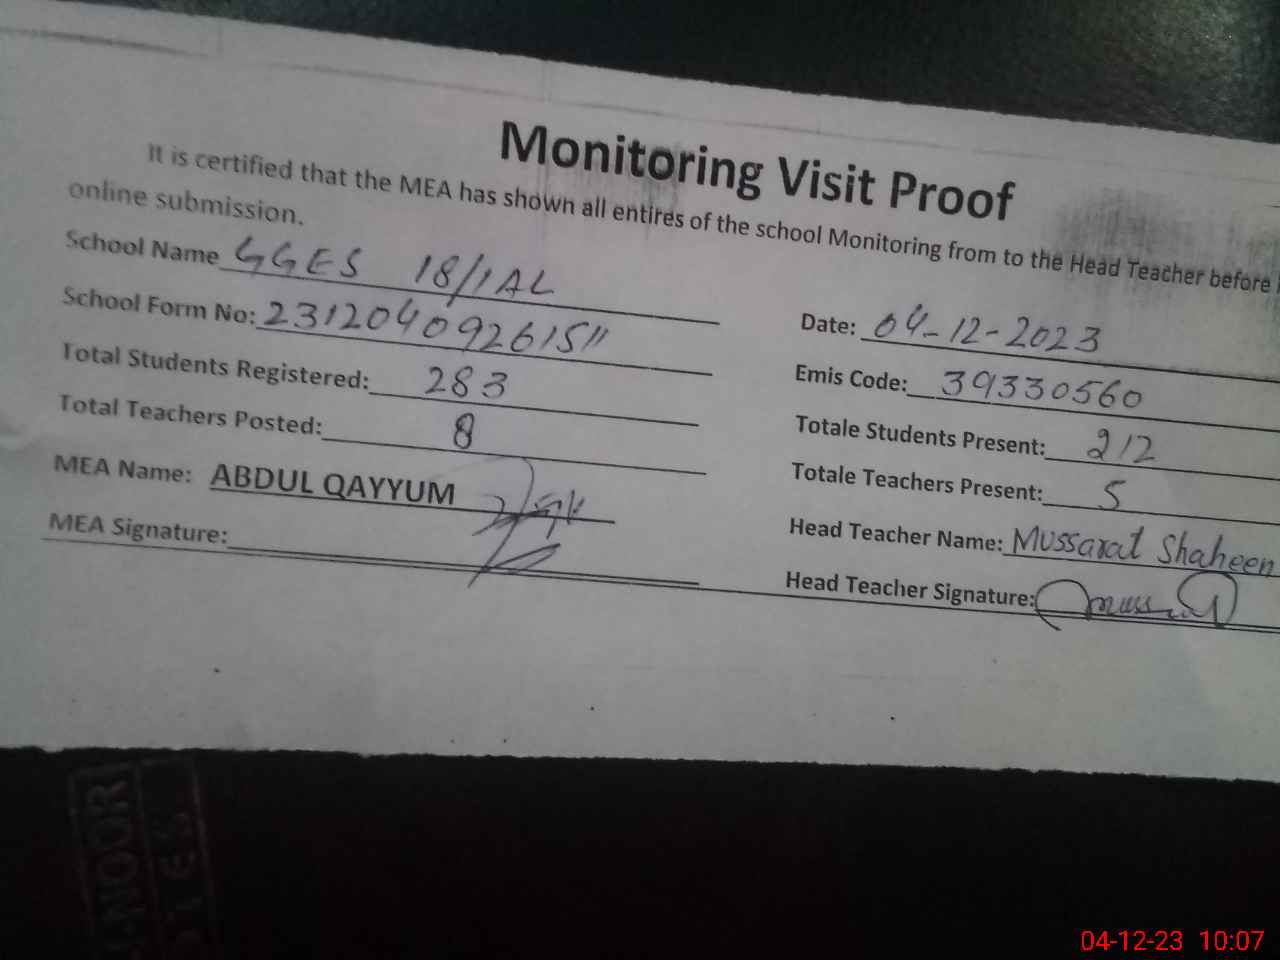 Monitoring Visit Proof
It is certified that the MEA has shown all entires of the school Monitoring from to the Head Teacher before
online submission.
School Name GGES 18/1AL
Date: 04-12-2023
School Form No: 23120409261511
Emis Code: 39330560
Total Students Registered: 283
Totale Students Present: 212
Total Teachers Posted: 8
Totale Teachers Present: 5
MEA Name: ABDUL QAYYUM
Head Teacher Name: Mussarat Shaheen
MEA Signature:
Head Teacher Signature:
NOOR
04-12-23 10:07